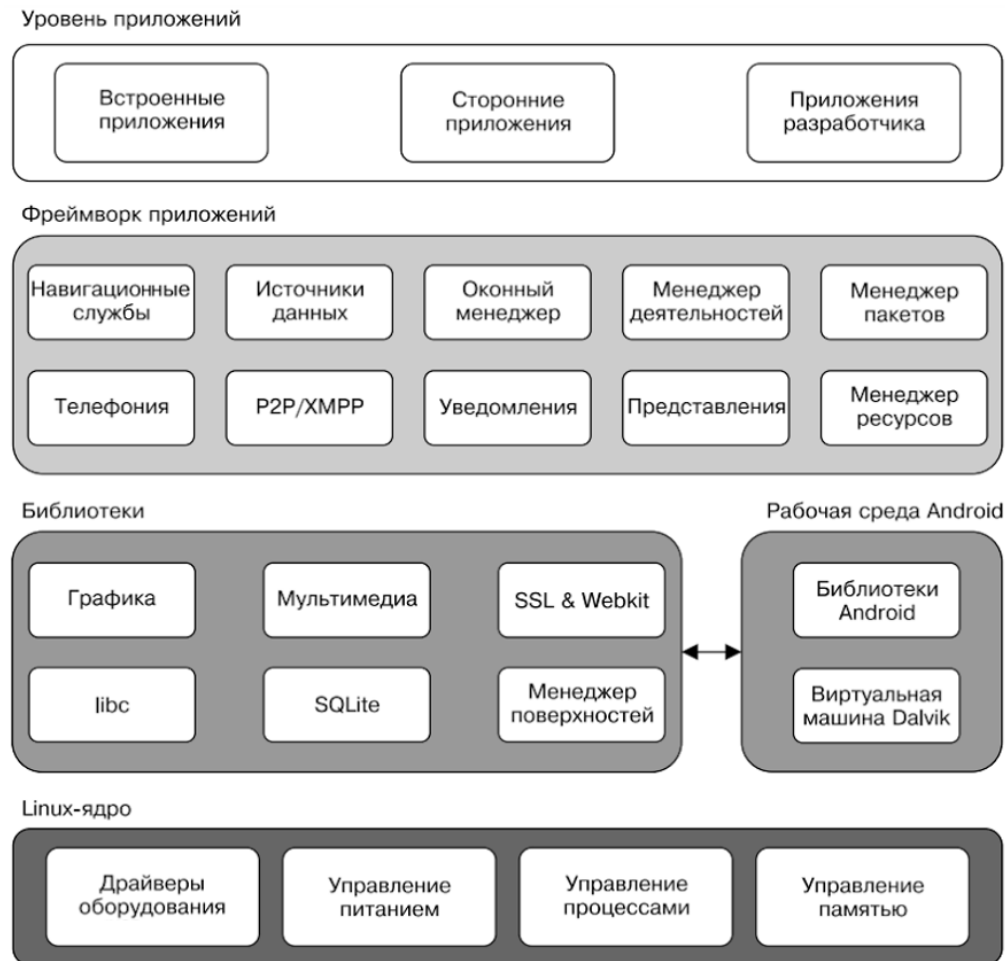 Уровень приложений
Встроенные
приложения
Сторонние
приложения
Приложения
разработчика
Фреймворк приложений
Навигационные
службы
Источники
данных
Оконный
менеджер
Менеджер
деятельностей
Менеджер
пакетов
Телефония
P2P/XMPP
Уведомления
Представления
Менеджер
ресурсов
Библиотеки
Графика
Мультимедиа
SSL & Webkit
libc
SQLite
Менеджер
поверхностей
Рабочая среда Android
Библиотеки
Android
Виртуальная
машина Dalvik
Linux-ядро
Драйверы
оборудования
Управление
питанием
Управление
процессами
Управление
памятью